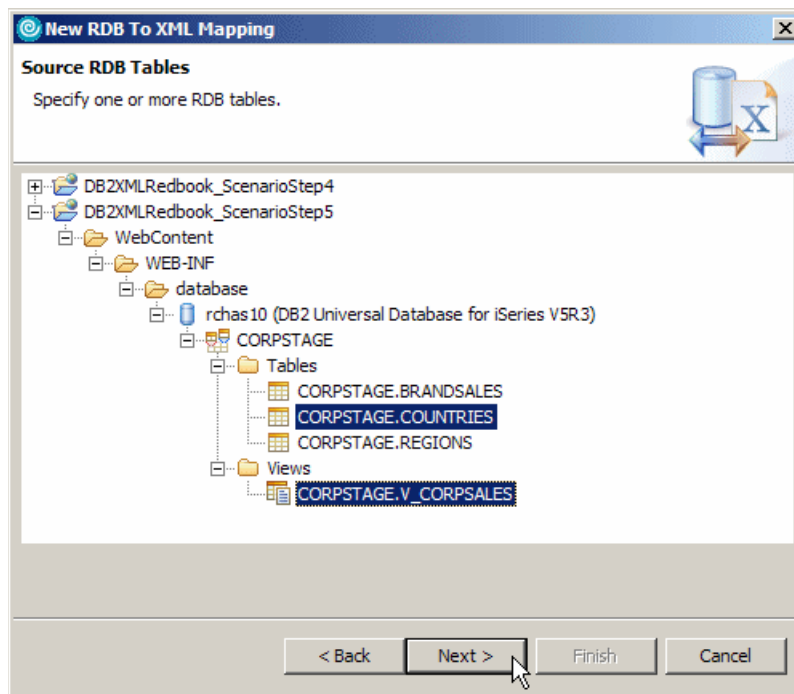 New RDB To XML Mapping
Source RDB Tables
Specify one or more RDB tables.
X
DB2XMLRedbook_ScenarioStep4
DB2XMLRedbook_ScenarioStep5
WebContent
WEB-INF
database
rchas10 (DB2 Universal Database for iSeries V5R3)
CORPSTAGE
Tables
CORPSTAGE.BRANDSALES
CORPSTAGE.COUNTRIES
CORPSTAGE.REGIONS
Views
CORPSTAGE.V_CORPSALES
< Back Next > Finish Cancel